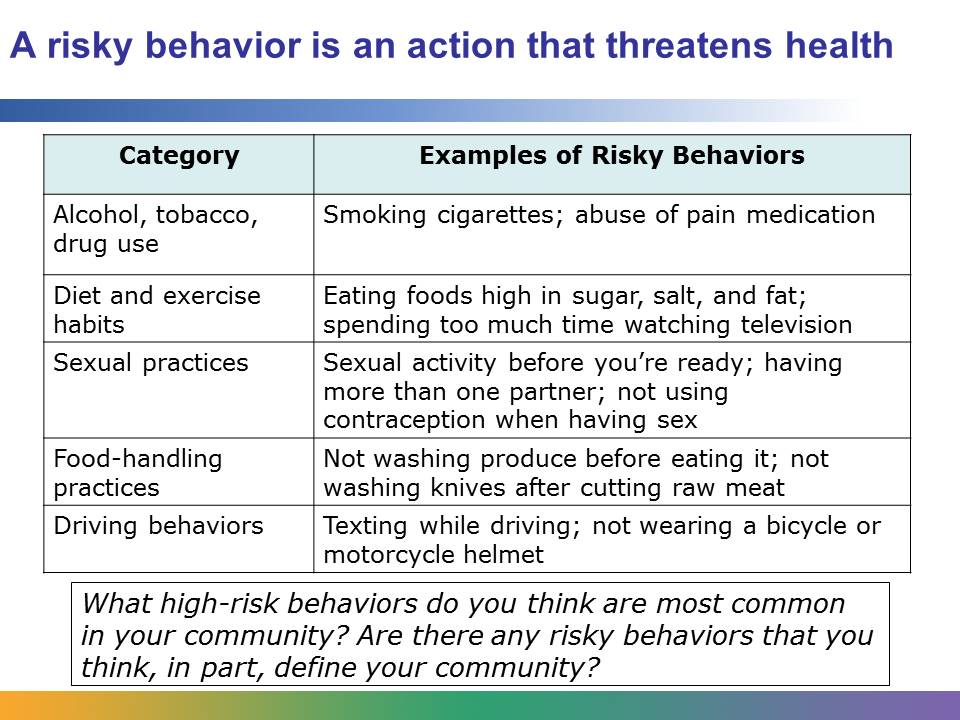 A risky behavior is an action that threatens health
Category
Examples of Risky Behaviors
Alcohol, tobacco,
drug use
Smoking cigarettes; abuse of pain medication
Diet and exercise
habits
Eating foods high in sugar, salt, and fat;
spending too much time watching television
Sexual practices
Sexual activity before you’re ready; having
more than one partner; not using
contraception when having sex
Food-handling
practices
Not washing produce before eating it; not
washing knives after cutting raw meat
Driving behaviors
Texting while driving; not wearing a bicycle or
motorcycle helmet
What high-risk behaviors do you think are most common
in your community? Are there any risky behaviors that you
think, in part, define your community?